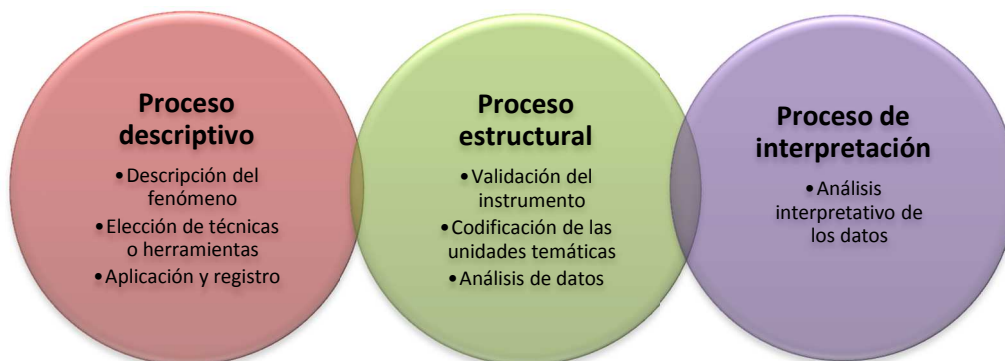 Proceso
descriptivo
•Descripción del
fenómeno
•Elección de técnicas
o herramientas
•Aplicación y registro
Proceso
estructural
•Validación del
instrumento
•Codificación de las
unidades temáticas
•Análisis de datos
Proceso de
interpretación
•Análisis
interpretativo de
los datos